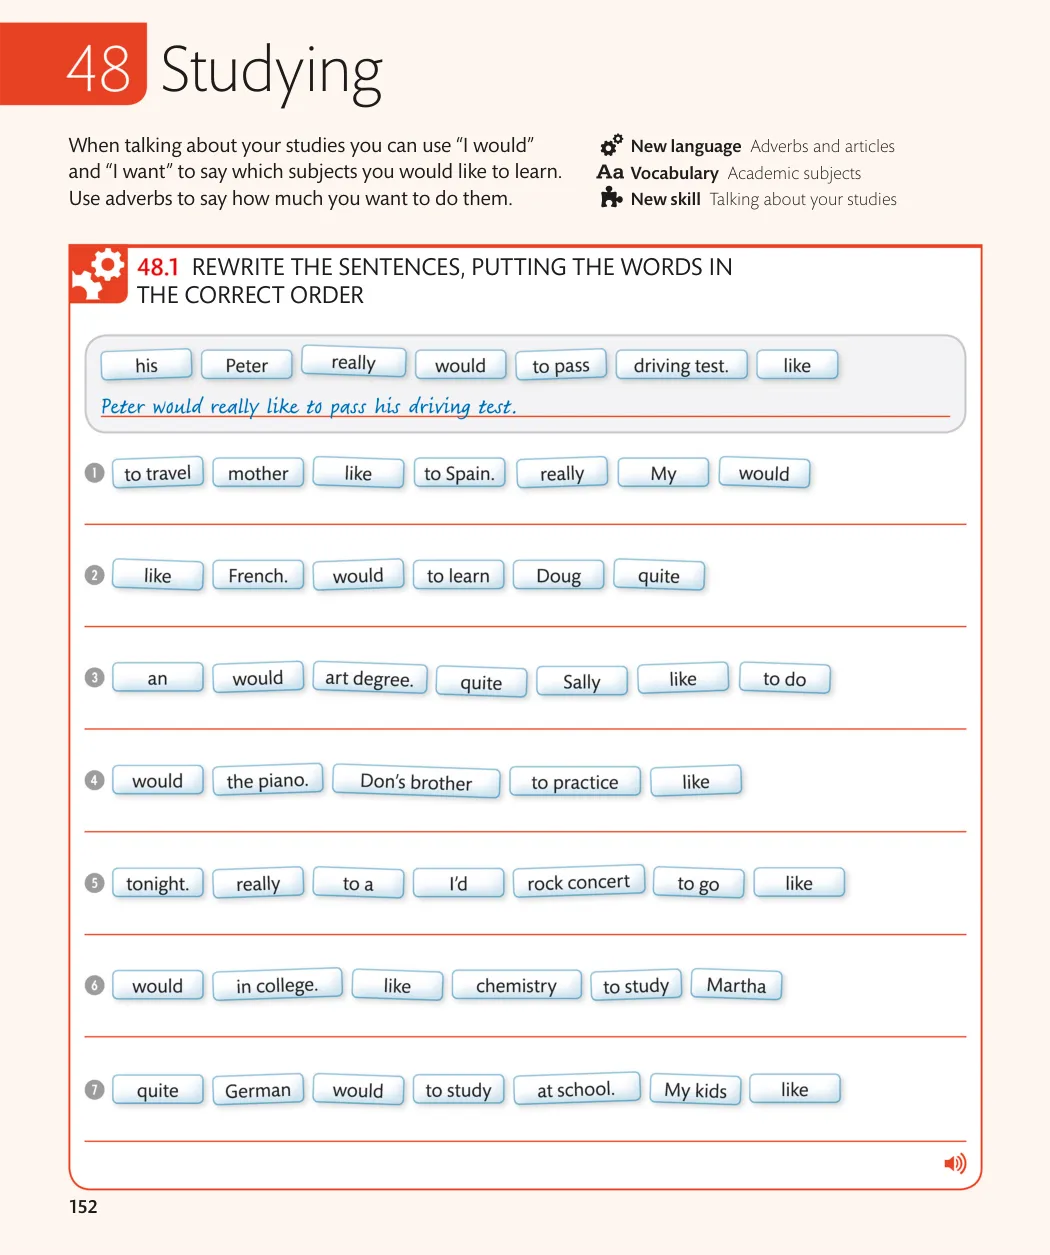 48 Studying
When talking about your studies you can use “I would”
and “I want” to say which subjects you would like to learn.
Use adverbs to say how much you want to do them.
New language Adverbs and articles
Aa Vocabulary Academic subjects
New skill Talking about your studies
48.1 REWRITE THE SENTENCES, PUTTING THE WORDS IN
THE CORRECT ORDER
his Peter really would to pass driving test. like
Peter would really like to pass his driving test.
1 to travel mother like to Spain. really My would
2 like French. would to learn Doug quite
3 an would art degree. quite Sally like to do
4 would the piano. Don’s brother to practice like
5 tonight. really to a I’d rock concert to go like
6 would in college. like chemistry to study Martha
7 quite German would to study at school. My kids like
152